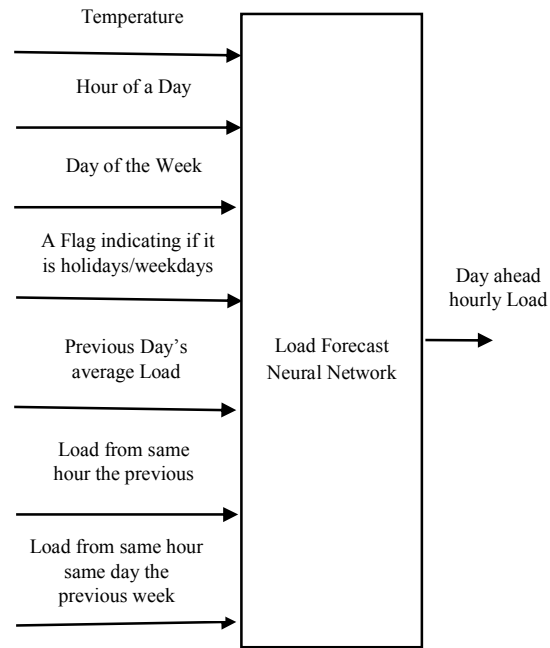 Temperature
Hour of a Day
Day of the Week
A Flag indicating if it
is holidays/weekdays
Previous Day's
average Load
Load from same
hour the previous
Load from same hour
same day the
previous week
Load Forecast
Neural Network
Day ahead
hourly Load